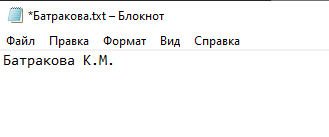 *Батракова.txt – Блокнот
Файл Правка Формат Вид Справка
Батракова К.М.